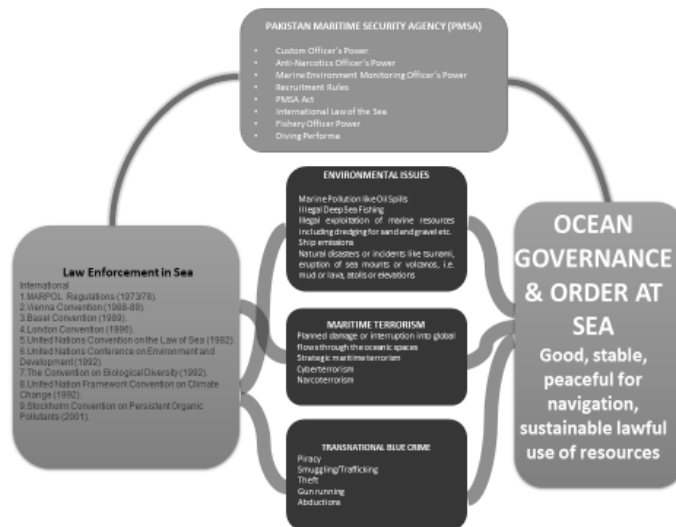 PAKISTAN MARITIME SECURITY AGENCY (PMSA)
• Custom Officer's Power
• Anti-Narcotics Officer's Power
• Marine Environment Monitoring Officer's Power
• Recruitment Rules
• PMSA Act
• International Law of the Sea
• Fishery Officer Power
• Diving Performa
Law Enforcement in Sea
International
1.MARPOL Regulations (1973/78).
2.Vienna Convention (1988-89).
3.Basel Convention (1989).
4.London Convention (1996).
5.United Nations Convention on the Law of Sea (1982).
6.United Nations Conference on Environment and
Development (1992).
7.The Convention on Biological Diversity (1992).
8.United Nation Framework Convention on Climate
Change (1992).
9.Stockholm Convention on Persistent Organic
Pollutants (2001).
ENVIRONMENTAL ISSUES
Marine Pollution like Oil Spills
Illegal Deep Sea Fishing
Illegal exploitation of marine resources
including dredging for sand and gravel etc.
Ship emissions
Natural disasters or incidents like tsunami,
eruption of sea mounts or volcanos, i.e.
mud or lava, atolls or elevations
MARITIME TERRORISM
Planned damage or interruption into global
flows through the oceanic spaces
Strategic maritime terrorism
Cyberterrorism
Narcoterrorism
TRANSNATIONAL BLUE CRIME
Piracy
Smuggling/Trafficking
Theft
Gun running
Abductions
OCEAN
GOVERNANCE
& ORDER AT
SEA
Good, stable,
peaceful for
navigation,
sustainable lawful
use of resources